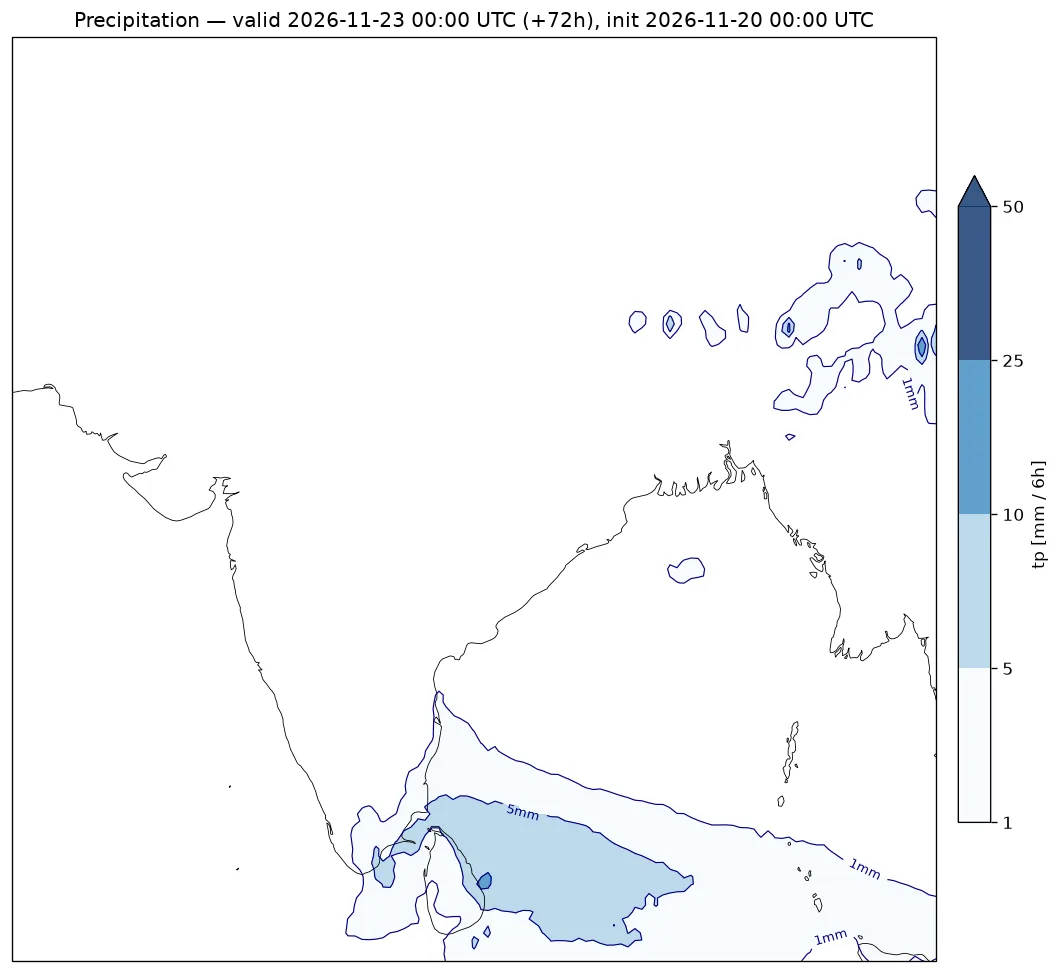 Precipitation — valid 2026-11-23 00:00 UTC (+72h), init 2026-11-20 00:00 UTC
50
25
10
5
1
tp [mm / 6h]
1mm
5mm
1mm
1mm